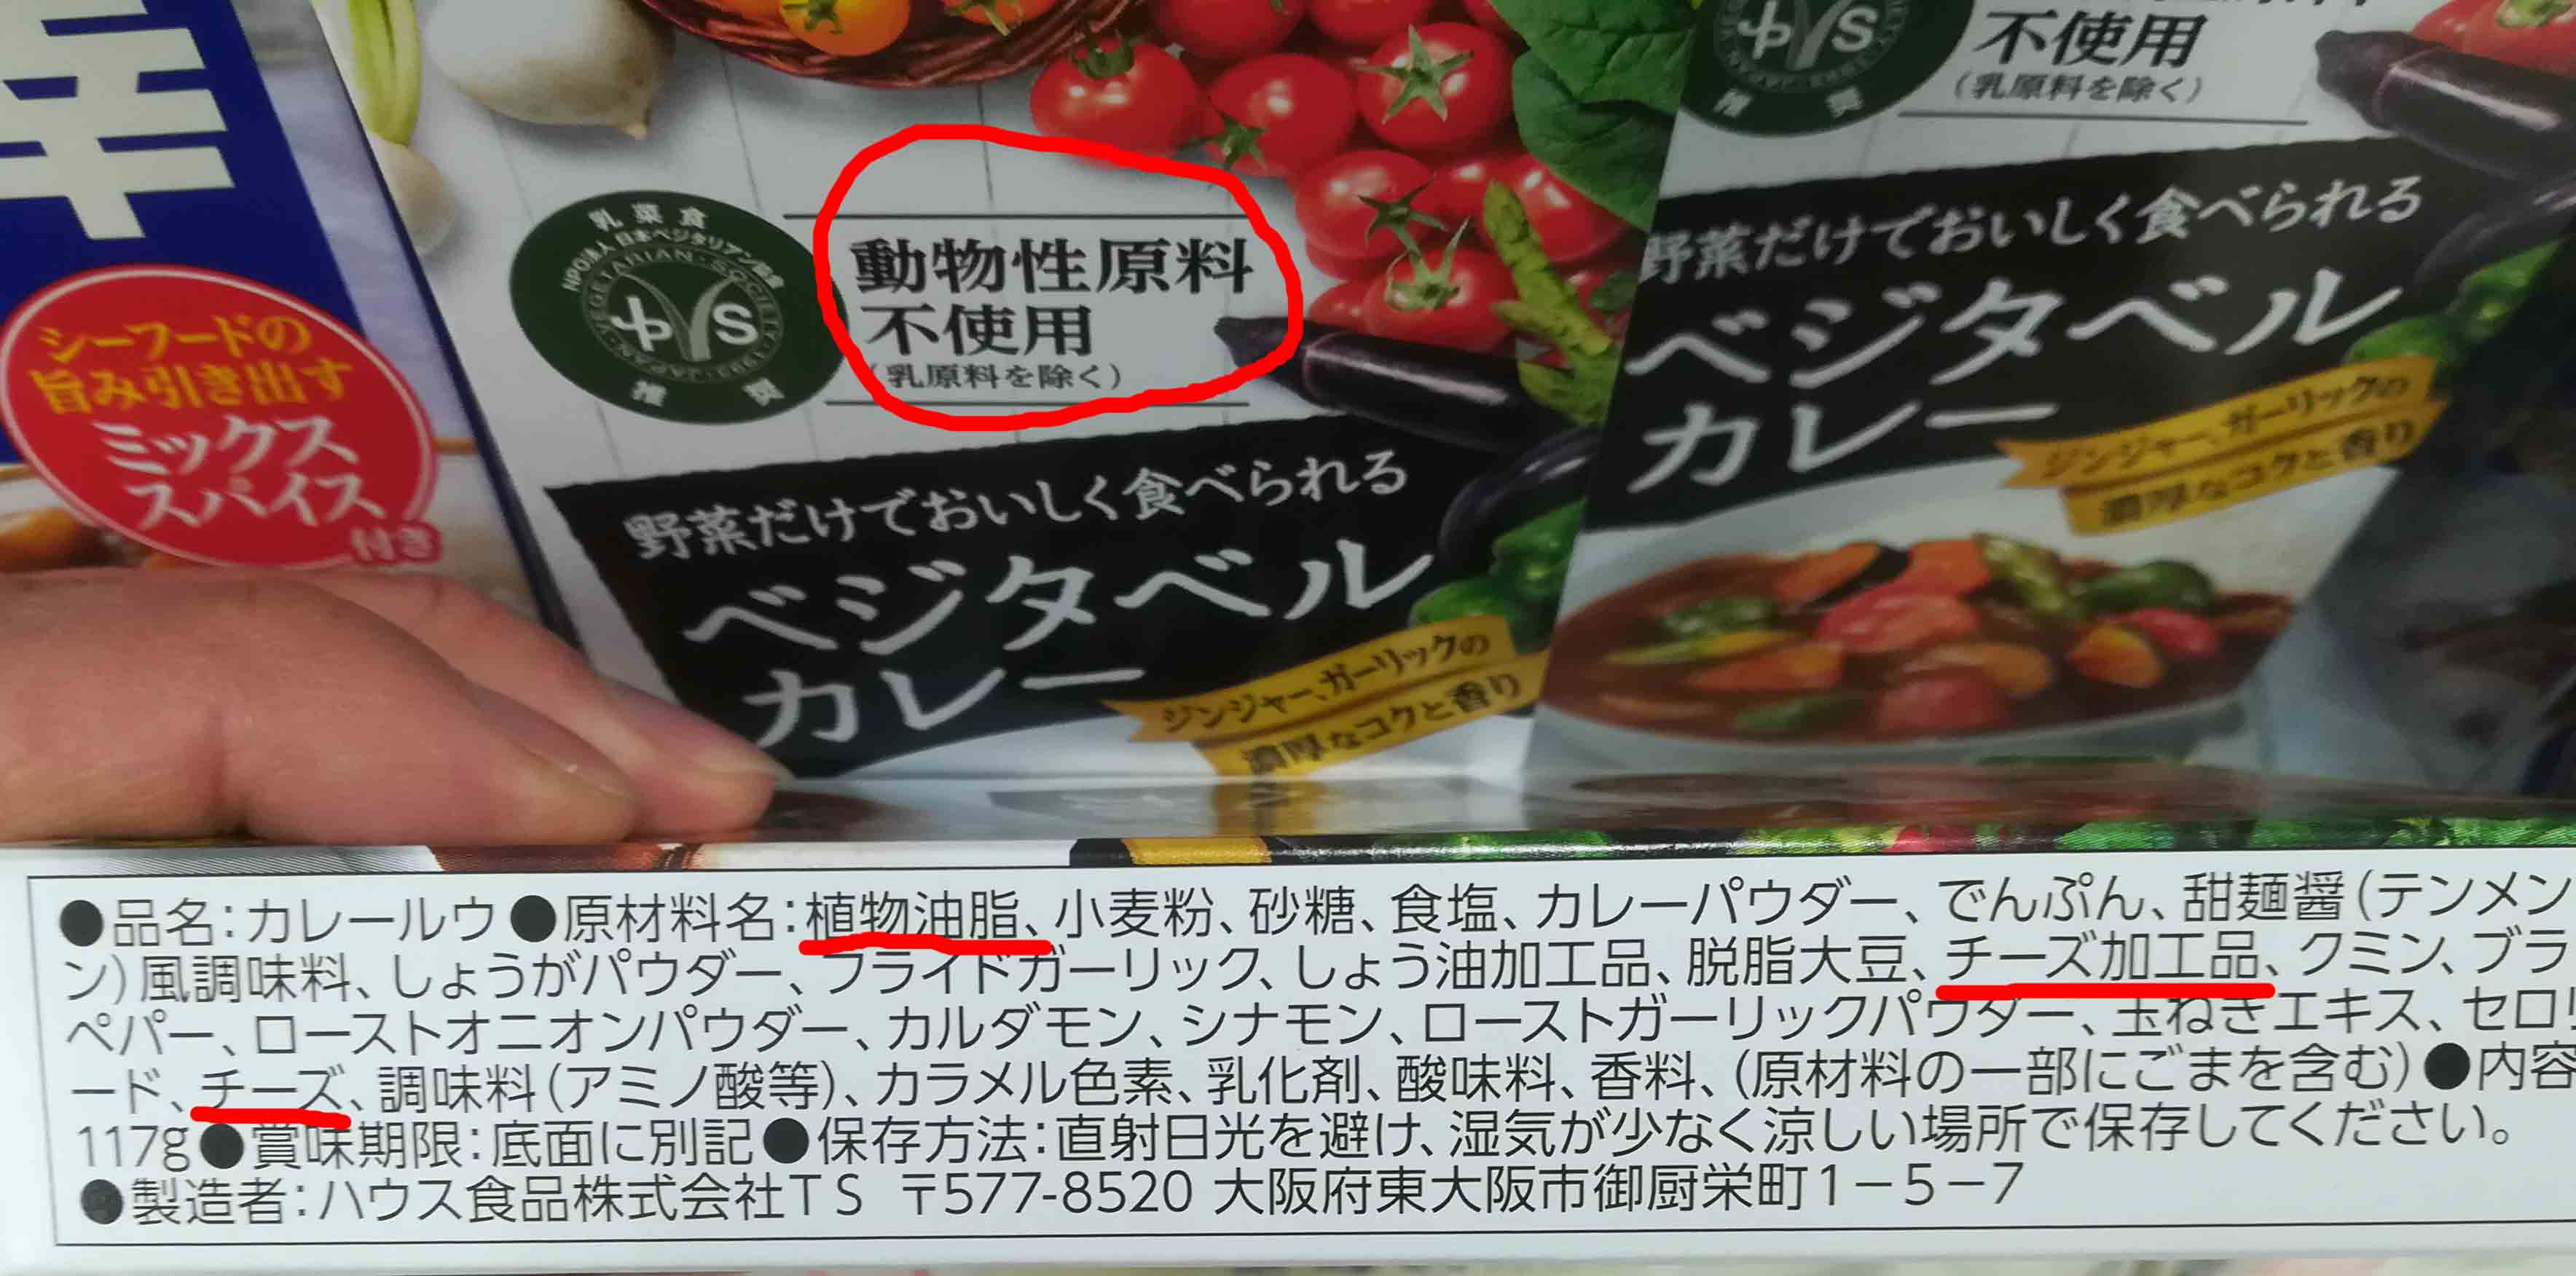 辛
シーフードの
旨み引き出す
ミックス
スパイス
付き
乳菜食
NPO法人 日本ベジタリアン協会
VEGETARIAN・SOCIETY
JAPAN
1993
VS
推奨
動物性原料
不使用
(乳原料を除く)
野菜だけでおいしく食べられる
ベジタベル
カレー
ジンジャー、ガーリックの
濃厚なコクと香り
S
推奨
不使用
(乳原料を除く)
野菜だけでおいしく食べられる
ベジタベル
カレー
ジンジャー、ガーリックの
濃厚なコクと香り
●品名:カレールウ●原材料名:植物油脂、小麦粉、砂糖、食塩、カレーパウダー、でんぷん、甜麺醤(テンメン
ン)風調味料、しょうがパウダー、フライドガーリック、しょう油加工品、脱脂大豆、チーズ加工品、クミン、ブラ
ペパー、ローストオニオンパウダー、カルダモン、シナモン、ローストガーリックパウダー、玉ねぎエキス、セロリ
ード、チーズ、調味料(アミノ酸等)、カラメル色素、乳化剤、酸味料、香料、(原材料の一部にごまを含む)●内容
117g●賞味期限:底面に別記●保存方法:直射日光を避け、湿気が少なく涼しい場所で保存してください。
●製造者:ハウス食品株式会社TS 〒577-8520 大阪府東大阪市御厨栄町1-5-7